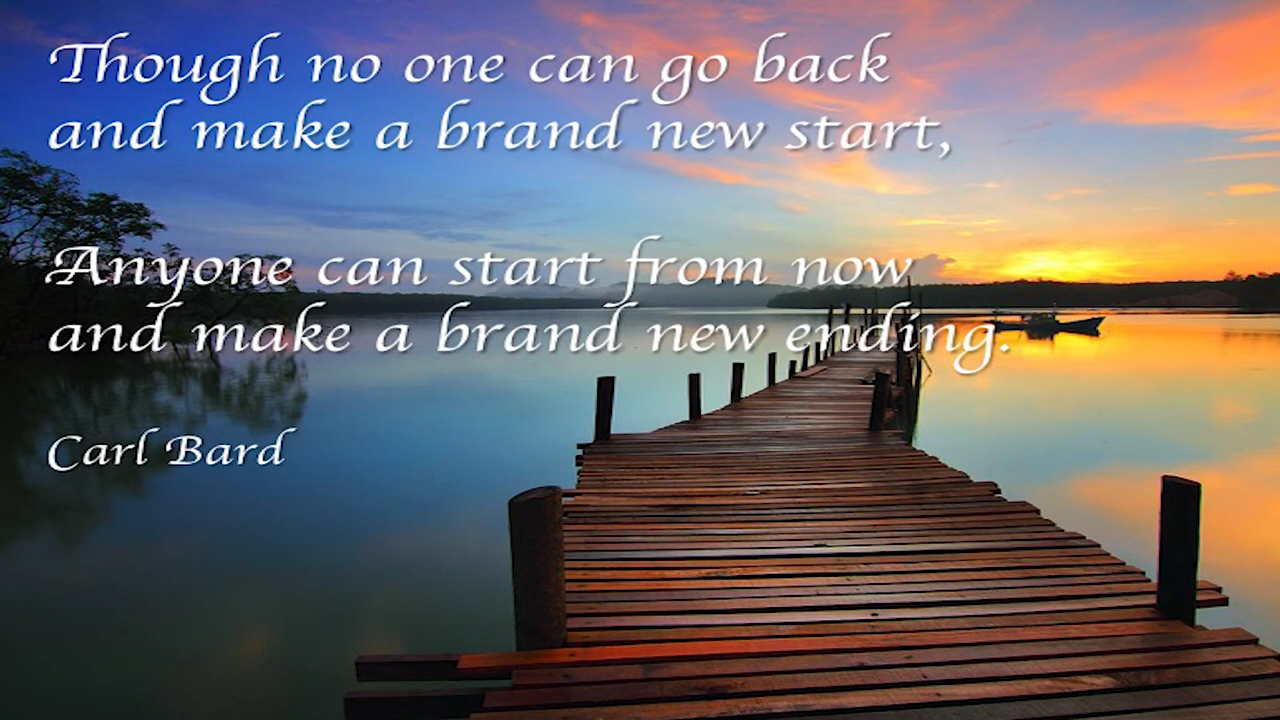 Though no one can go back
and make a brand new start,
Anyone can start from now
and make a brand new ending.
Carl Bard